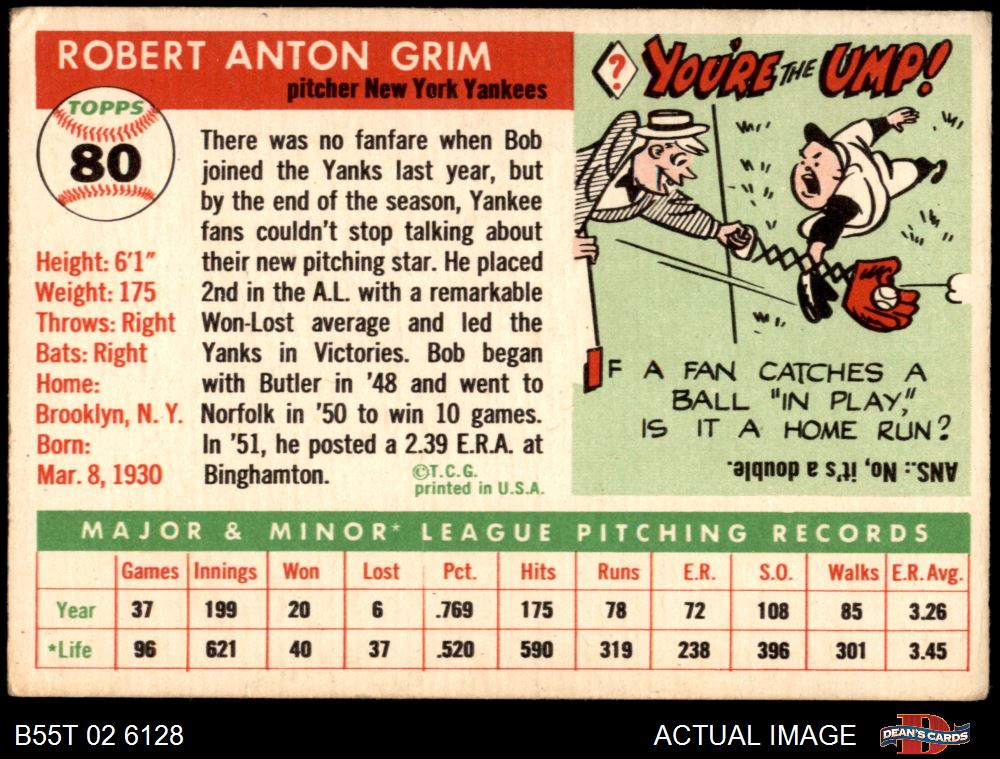 ROBERT ANTON GRIM
pitcher New York Yankees
TOPPS
80
Height: 6'1"
Weight: 175
Throws: Right
Bats: Right
Home:
Brooklyn, N. Y.
Born:
Mar. 8, 1930
There was no fanfare when Bob
joined the Yanks last year, but
by the end of the season, Yankee
fans couldn't stop talking about
their new pitching star. He placed
2nd in the A.L. with a remarkable
Won-Lost average and led the
Yanks in Victories. Bob began
with Butler in '48 and went to
Norfolk in '50 to win 10 games.
In '51, he posted a 2.39 E.R.A. at
Binghamton.
©T.C.G.
printed in U.S.A.
? YOU'RE THE UMP!
IF A FAN CATCHES A
BALL "IN PLAY,"
IS IT A HOME RUN?
ANS.: No, it's a double.
MAJOR & MINOR* LEAGUE PITCHING RECORDS
Games Innings Won Lost Pct. Hits Runs E.R. S.O. Walks E.R.Avg.
Year 37 199 20 6 .769 175 78 72 108 85 3.26
*Life 96 621 40 37 .520 590 319 238 396 301 3.45
B55T 02 6128
ACTUAL IMAGE
D
DEAN'S CARDS